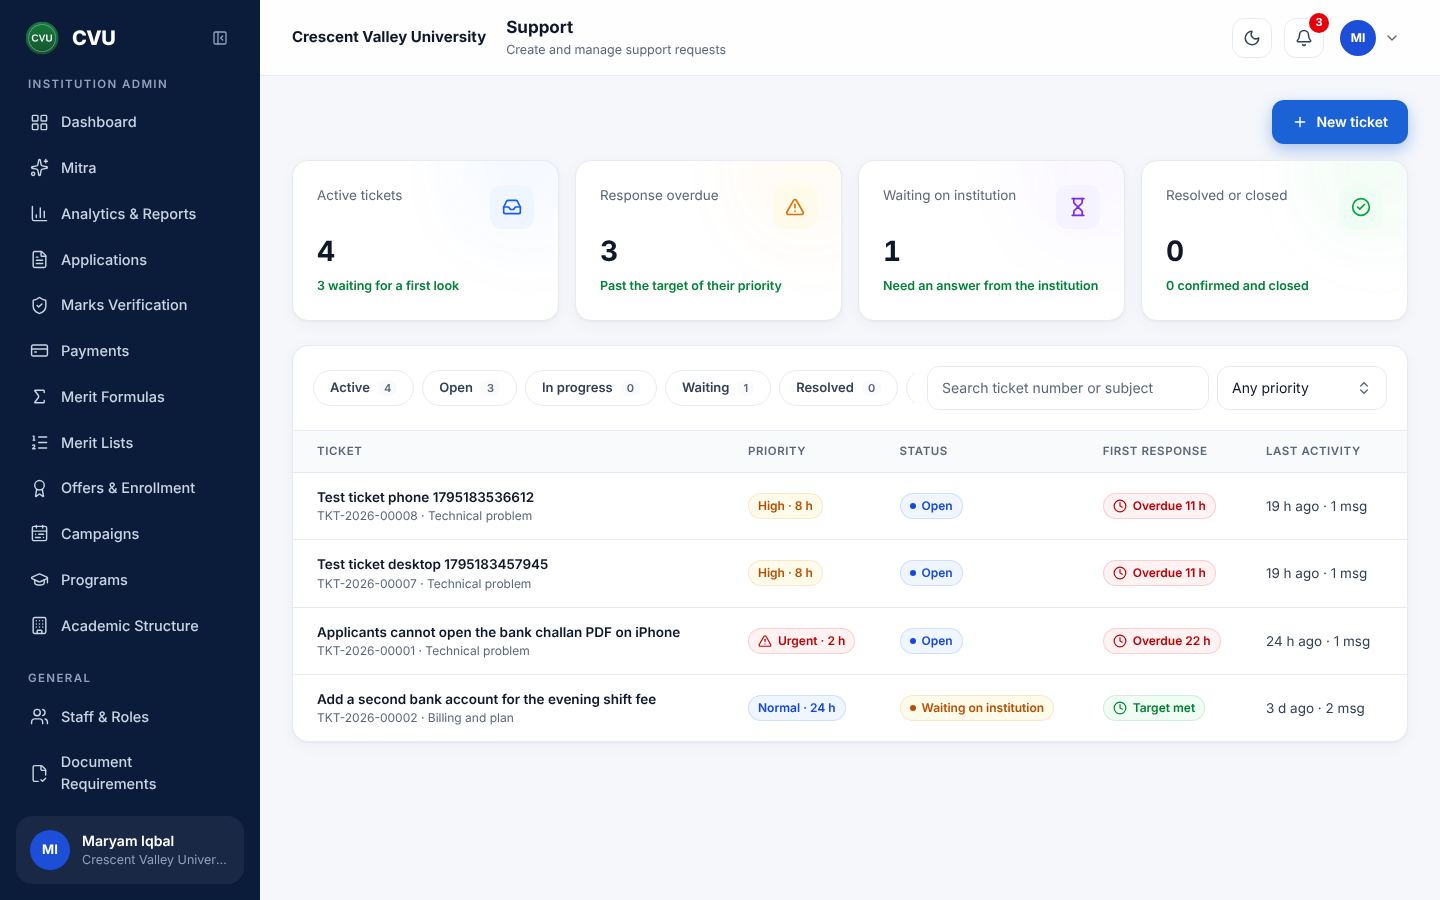 CVU
CVU
INSTITUTION ADMIN
Dashboard
Mitra
Analytics & Reports
Applications
Marks Verification
Payments
Merit Formulas
Merit Lists
Offers & Enrollment
Campaigns
Programs
Academic Structure
GENERAL
Staff & Roles
Document
Requirements
MI
Maryam Iqbal
Crescent Valley Univer...
Crescent Valley University
Support
Create and manage support requests
3
MI
New ticket
Active tickets
4
3 waiting for a first look
Response overdue
3
Past the target of their priority
Waiting on institution
1
Need an answer from the institution
Resolved or closed
0
0 confirmed and closed
Active 4
Open 3
In progress 0
Waiting 1
Resolved 0
Search ticket number or subject
Any priority
TICKET PRIORITY STATUS FIRST RESPONSE LAST ACTIVITY
Test ticket phone 1795183536612
TKT-2026-00008 · Technical problem
High · 8 h
Open
Overdue 11 h
19 h ago · 1 msg
Test ticket desktop 1795183457945
TKT-2026-00007 · Technical problem
High · 8 h
Open
Overdue 11 h
19 h ago · 1 msg
Applicants cannot open the bank challan PDF on iPhone
TKT-2026-00001 · Technical problem
Urgent · 2 h
Open
Overdue 22 h
24 h ago · 1 msg
Add a second bank account for the evening shift fee
TKT-2026-00002 · Billing and plan
Normal · 24 h
Waiting on institution
Target met
3 d ago · 2 msg